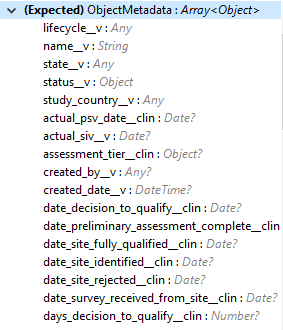 (Expected) ObjectMetadata : Array<Object>
lifecycle__v : Any
name__v : String
state__v : Any
status__v : Object
study_country__v : Any
actual_psv_date__clin : Date?
actual_siv__v : Date?
assessment_tier__clin : Object?
created_by__v : Any?
created_date__v : DateTime?
date_decision_to_qualify__clin : Date?
date_preliminary_assessment_complete__clin
date_site_fully_qualified__clin : Date?
date_site_identified__clin : Date?
date_site_rejected__clin : Date?
date_survey_received_from_site__clin : Date?
days_decision_to_qualify__clin : Number?